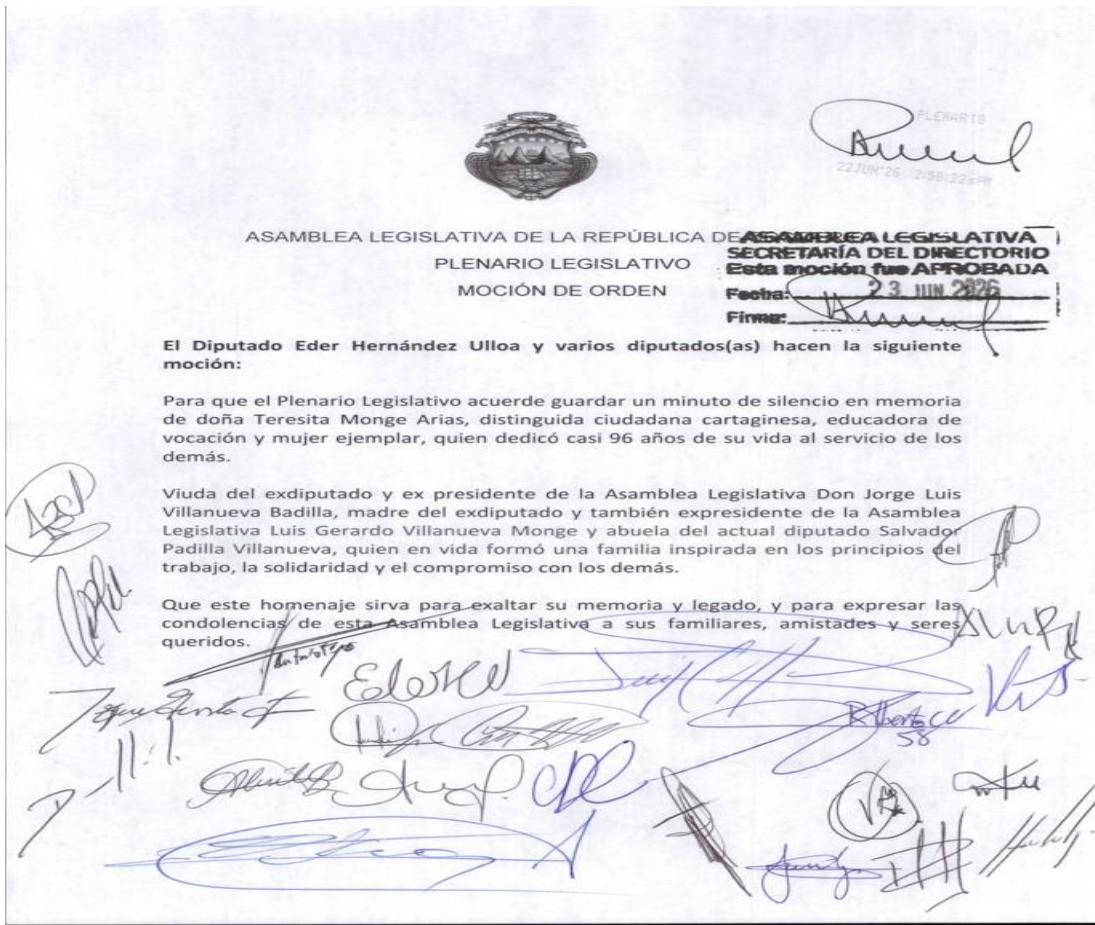 PLENARIO
22JUN'26 2:58:22PM
ASAMBLEA LEGISLATIVA DE LA REPÚBLICA DE
PLENARIO LEGISLATIVO
MOCIÓN DE ORDEN
ASAMBLEA LEGISLATIVA
SECRETARÍA DEL DIRECTORIO
Esta moción fue APROBADA
Fecha: 23 JUN 2026
Firma:
El Diputado Eder Hernández Ulloa y varios diputados(as) hacen la siguiente
moción:
Para que el Plenario Legislativo acuerde guardar un minuto de silencio en memoria
de doña Teresita Monge Arias, distinguida ciudadana cartaginesa, educadora de
vocación y mujer ejemplar, quien dedicó casi 96 años de su vida al servicio de los
demás.
Viuda del exdiputado y ex presidente de la Asamblea Legislativa Don Jorge Luis
Villanueva Badilla, madre del exdiputado y también expresidente de la Asamblea
Legislativa Luis Gerardo Villanueva Monge y abuela del actual diputado Salvador
Padilla Villanueva, quien en vida formó una familia inspirada en los principios del
trabajo, la solidaridad y el compromiso con los demás.
Que este homenaje sirva para exaltar su memoria y legado, y para expresar las
condolencias de esta Asamblea Legislativa a sus familiares, amistades y seres
queridos.
58